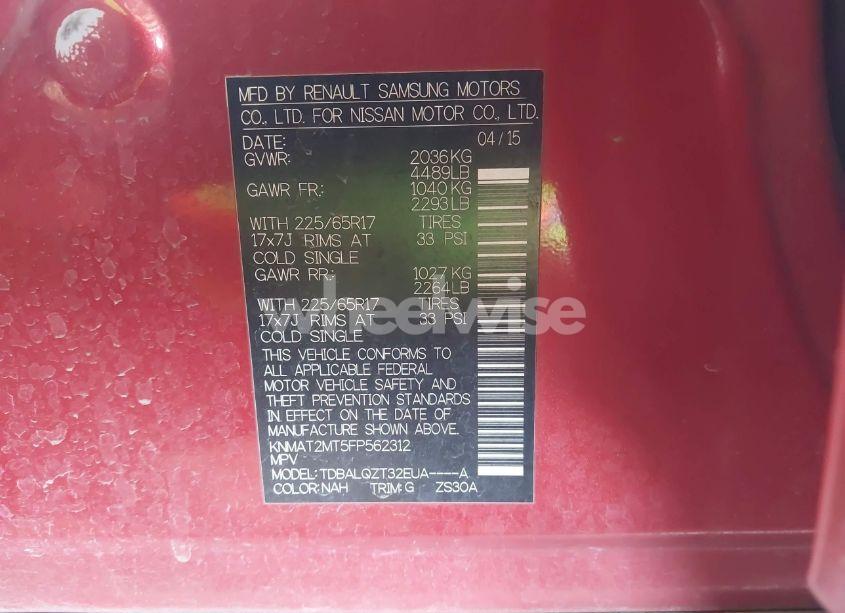 MFD BY RENAULT SAMSUNG MOTORS
CO., LTD. FOR NISSAN MOTOR CO., LTD.
DATE: 04/15
GVWR: 2036KG
4489LB
GAWR FR: 1040KG
2293LB
WITH 225/65R17 TIRES
17x7J RIMS AT 33 PSI
COLD SINGLE
GAWR RR: 1027KG
2264LB
WITH 225/65R17 TIRES
17x7J RIMS AT 33 PSI
COLD SINGLE
THIS VEHICLE CONFORMS TO
ALL APPLICABLE FEDERAL
MOTOR VEHICLE SAFETY AND
THEFT PREVENTION STANDARDS
IN EFFECT ON THE DATE OF
MANUFACTURE SHOWN ABOVE.
KNMAT2MT5FP562312
MPV
MODEL: TDBALQZT32EUA----A
COLOR: NAH TRIM: G ZS30A
wheelwise